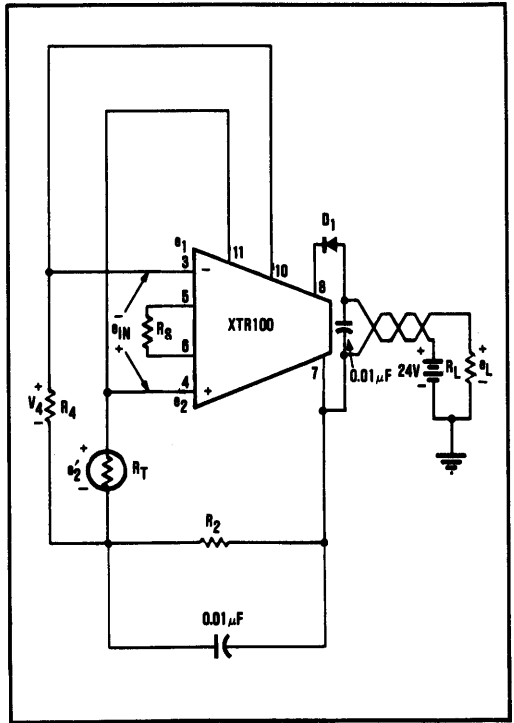 e1
11
10
3
−
D1
8
5
−
eIN
RS
XTR100
6
+
4
+
e2
7
0.01µF
24V
+
−
RL
+
eL
−
+
V4
−
R4
+
e2′
−
RT
R2
0.01µF